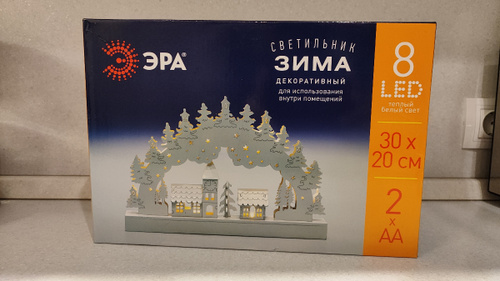 ЭРА
СВЕТИЛЬНИК
ЗИМА
ДЕКОРАТИВНЫЙ
для использования
внутри помещений
8
LED
теплый
белый свет
30 x
20 см
2
x
AA